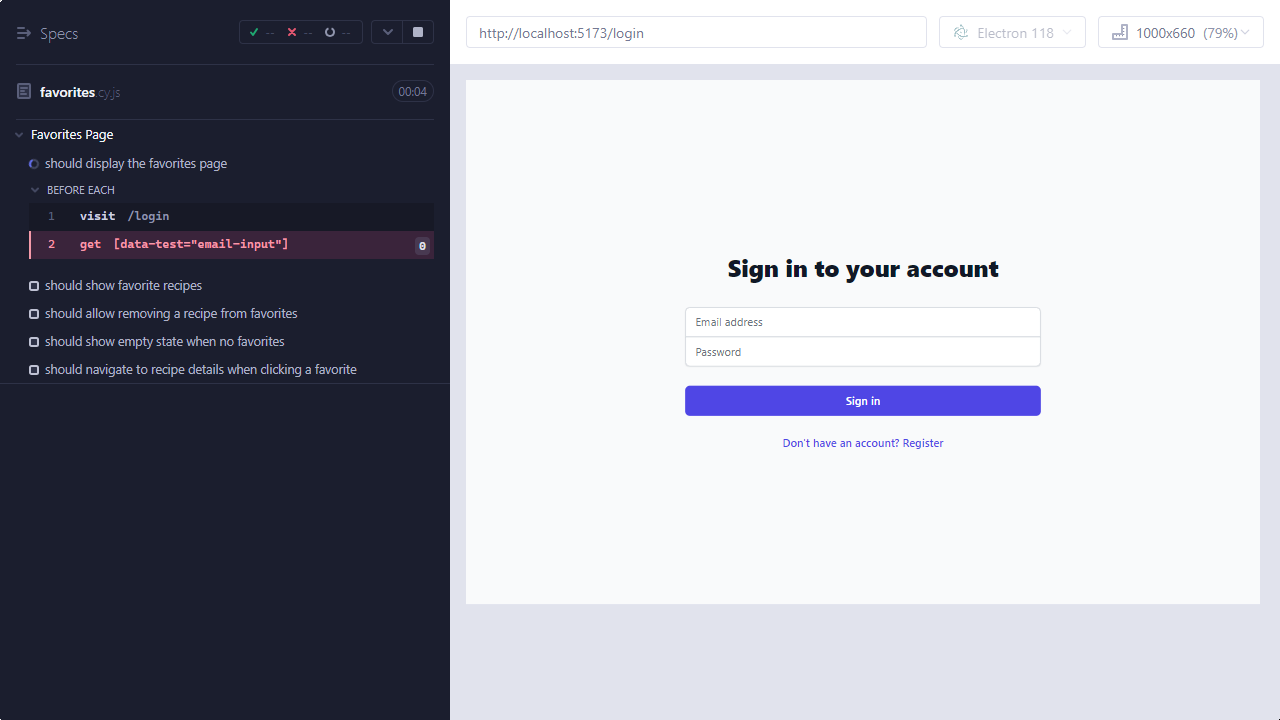 Specs
-- -- --
favorites cy.js
00:04
Favorites Page
should display the favorites page
BEFORE EACH
1 visit /login
2 get [data-test="email-input"] 0
should show favorite recipes
should allow removing a recipe from favorites
should show empty state when no favorites
should navigate to recipe details when clicking a favorite
http://localhost:5173/login
Electron 118
1000x660 (79%)
Sign in to your account
Email address
Password
Sign in
Don't have an account? Register